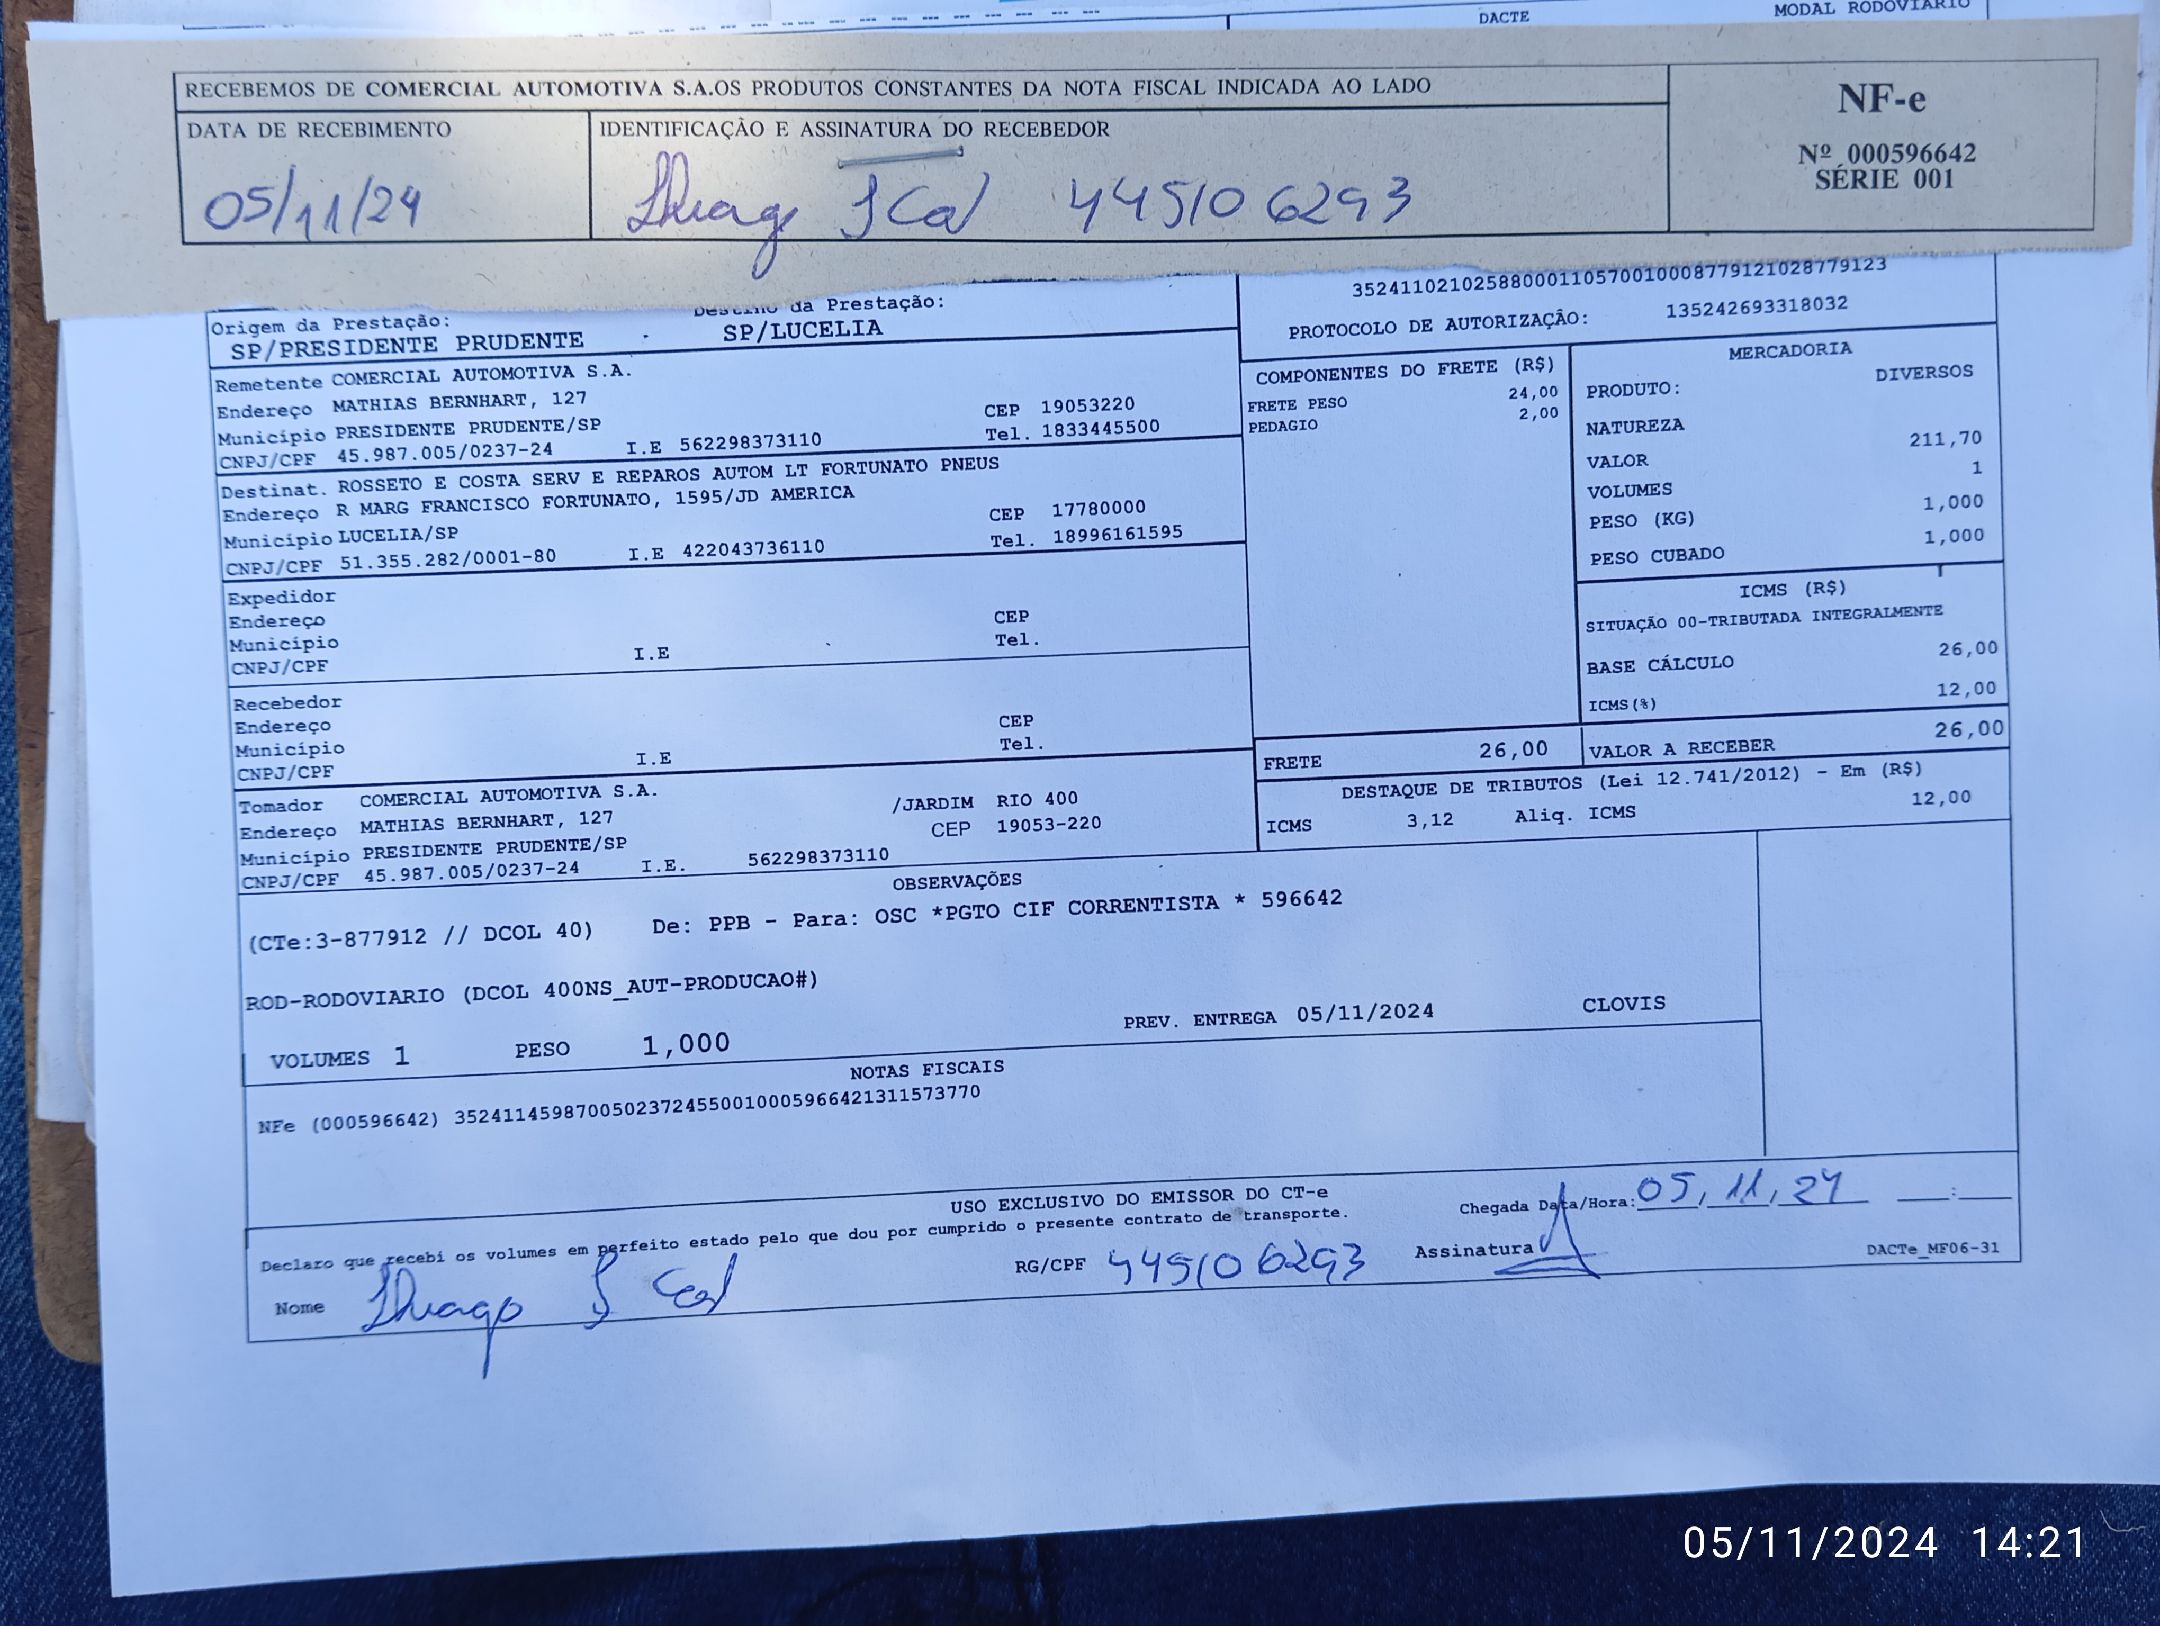 DACTE MODAL RODOVIÁRIO
RECEBEMOS DE COMERCIAL AUTOMOTIVA S.A.OS PRODUTOS CONSTANTES DA NOTA FISCAL INDICADA AO LADO
DATA DE RECEBIMENTO
05/11/24
IDENTIFICAÇÃO E ASSINATURA DO RECEBEDOR
44510 6293
NF-e
Nº 000596642
SÉRIE 001
Origem da Prestação:
SP/PRESIDENTE PRUDENTE
Destino da Prestação:
SP/LUCELIA
35241102102588000110570010008779121028779123
PROTOCOLO DE AUTORIZAÇÃO: 135242693318032
Remetente COMERCIAL AUTOMOTIVA S.A.
Endereço MATHIAS BERNHART, 127 CEP 19053220
Município PRESIDENTE PRUDENTE/SP Tel. 1833445500
CNPJ/CPF 45.987.005/0237-24 I.E 562298373110
Destinat. ROSSETO E COSTA SERV E REPAROS AUTOM LT FORTUNATO PNEUS
Endereço R MARG FRANCISCO FORTUNATO, 1595/JD AMERICA CEP 17780000
Município LUCELIA/SP Tel. 18996161595
CNPJ/CPF 51.355.282/0001-80 I.E 422043736110
Expedidor
Endereço CEP
Município Tel.
CNPJ/CPF I.E
Recebedor
Endereço CEP
Município Tel.
CNPJ/CPF I.E
Tomador COMERCIAL AUTOMOTIVA S.A. /JARDIM RIO 400
Endereço MATHIAS BERNHART, 127 CEP 19053-220
Município PRESIDENTE PRUDENTE/SP
CNPJ/CPF 45.987.005/0237-24 I.E. 562298373110
COMPONENTES DO FRETE (R$)
FRETE PESO 24,00
PEDAGIO 2,00
MERCADORIA
PRODUTO: DIVERSOS
NATUREZA
VALOR 211,70
VOLUMES 1
PESO (KG) 1,000
PESO CUBADO 1,000
ICMS (R$)
SITUAÇÃO 00-TRIBUTADA INTEGRALMENTE
BASE CÁLCULO 26,00
ICMS(%) 12,00
FRETE 26,00 VALOR A RECEBER 26,00
DESTAQUE DE TRIBUTOS (Lei 12.741/2012) - Em (R$)
ICMS 3,12 Aliq. ICMS 12,00
OBSERVAÇÕES
(CTe:3-877912 // DCOL 40) De: PPB - Para: OSC *PGTO CIF CORRENTISTA * 596642
ROD-RODOVIARIO (DCOL 400NS_AUT-PRODUCAO#)
VOLUMES 1 PESO 1,000 PREV. ENTREGA 05/11/2024 CLOVIS
NOTAS FISCAIS
NFe (000596642) 35241145987005023724550010005966421311573770
USO EXCLUSIVO DO EMISSOR DO CT-e
Declaro que recebi os volumes em perfeito estado pelo que dou por cumprido o presente contrato de transporte.
Chegada Data/Hora: 05, 11, 24 :
Nome Thiago RG/CPF 44510 6293 Assinatura DACTe_MF06-31
05/11/2024 14:21